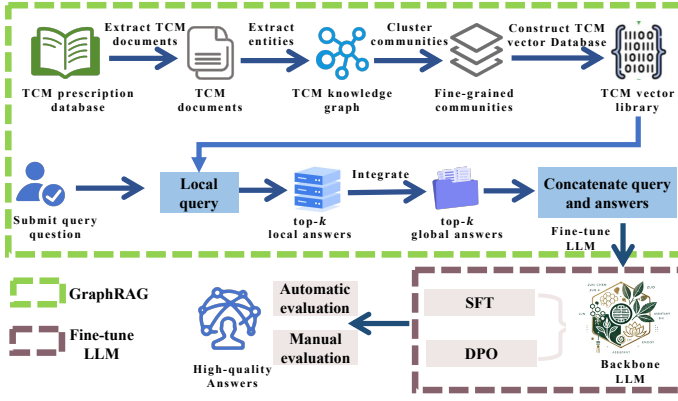 Extract TCM
documents
Extract
entities
Cluster
communities
Construct TCM
vector Database
TCM prescription
database
TCM
documents
TCM knowledge
graph
Fine-grained
communities
TCM vector
library
Submit query
question
Local
query
top-k
local answers
Integrate
top-k
global answers
Concatenate query
and answers
Fine-tune
LLM
GraphRAG
Fine-tune
LLM
High-quality
Answers
Automatic
evaluation
Manual
evaluation
SFT
DPO
Backbone
LLM